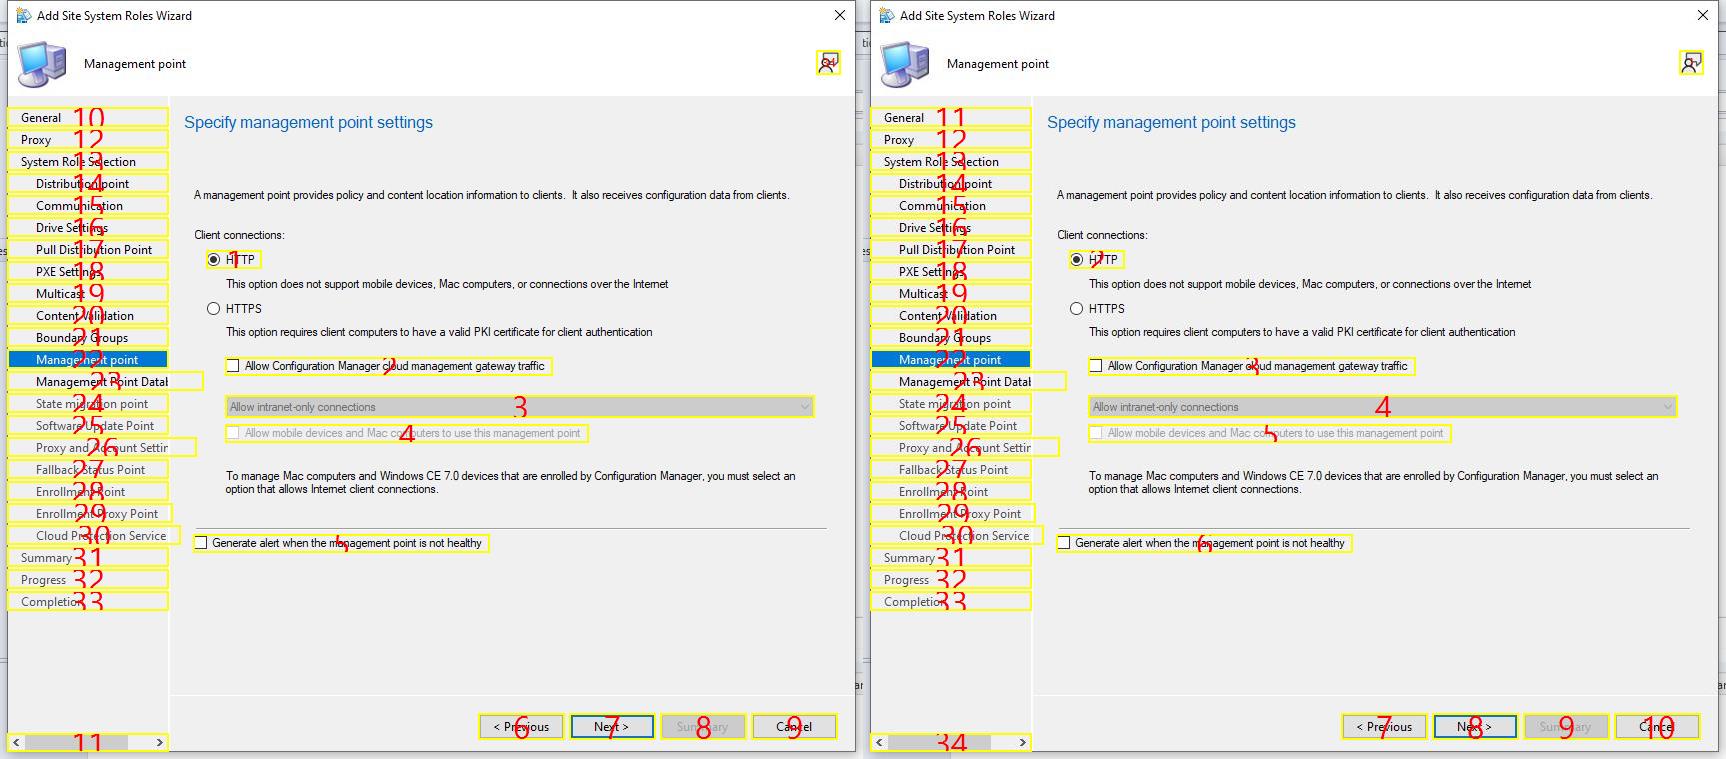 Add Site System Roles Wizard
Management point
34
General 10
Proxy 12
System Role Selection 13
Distribution point 14
Communication 15
Drive Settings 16
Pull Distribution Point 17
PXE Settings 18
Multicast 19
Content Validation 20
Boundary Groups 21
Management point 22
Management Point Datab 23
State migration point 24
Software Update Point 25
Proxy and Account Settin 26
Fallback Status Point 27
Enrollment Point 28
Enrollment Proxy Point 29
Cloud Protection Service 30
Summary 31
Progress 32
Completion 33
11
Specify management point settings
A management point provides policy and content location information to clients.  It also receives configuration data from clients.
Client connections:
HTTP 1
This option does not support mobile devices, Mac computers, or connections over the Internet
HTTPS
This option requires client computers to have a valid PKI certificate for client authentication
Allow Configuration Manager cloud management gateway traffic 2
Allow intranet-only connections 3
Allow mobile devices and Mac computers to use this management point 4
To manage Mac computers and Windows CE 7.0 devices that are enrolled by Configuration Manager, you must select an
option that allows Internet client connections.
Generate alert when the management point is not healthy 5
< Previous 6
Next > 7
Summary 8
Cancel 9
Add Site System Roles Wizard
Management point
1
General 11
Proxy 12
System Role Selection 13
Distribution point 14
Communication 15
Drive Settings 16
Pull Distribution Point 17
PXE Settings 18
Multicast 19
Content Validation 20
Boundary Groups 21
Management point 22
Management Point Datab 23
State migration point 24
Software Update Point 25
Proxy and Account Settin 26
Fallback Status Point 27
Enrollment Point 28
Enrollment Proxy Point 29
Cloud Protection Service 30
Summary 31
Progress 32
Completion 33
34
Specify management point settings
A management point provides policy and content location information to clients.  It also receives configuration data from clients.
Client connections:
HTTP 2
This option does not support mobile devices, Mac computers, or connections over the Internet
HTTPS
This option requires client computers to have a valid PKI certificate for client authentication
Allow Configuration Manager cloud management gateway traffic 3
Allow intranet-only connections 4
Allow mobile devices and Mac computers to use this management point 5
To manage Mac computers and Windows CE 7.0 devices that are enrolled by Configuration Manager, you must select an
option that allows Internet client connections.
Generate alert when the management point is not healthy 6
< Previous 7
Next > 8
Summary 9
Cancel 10